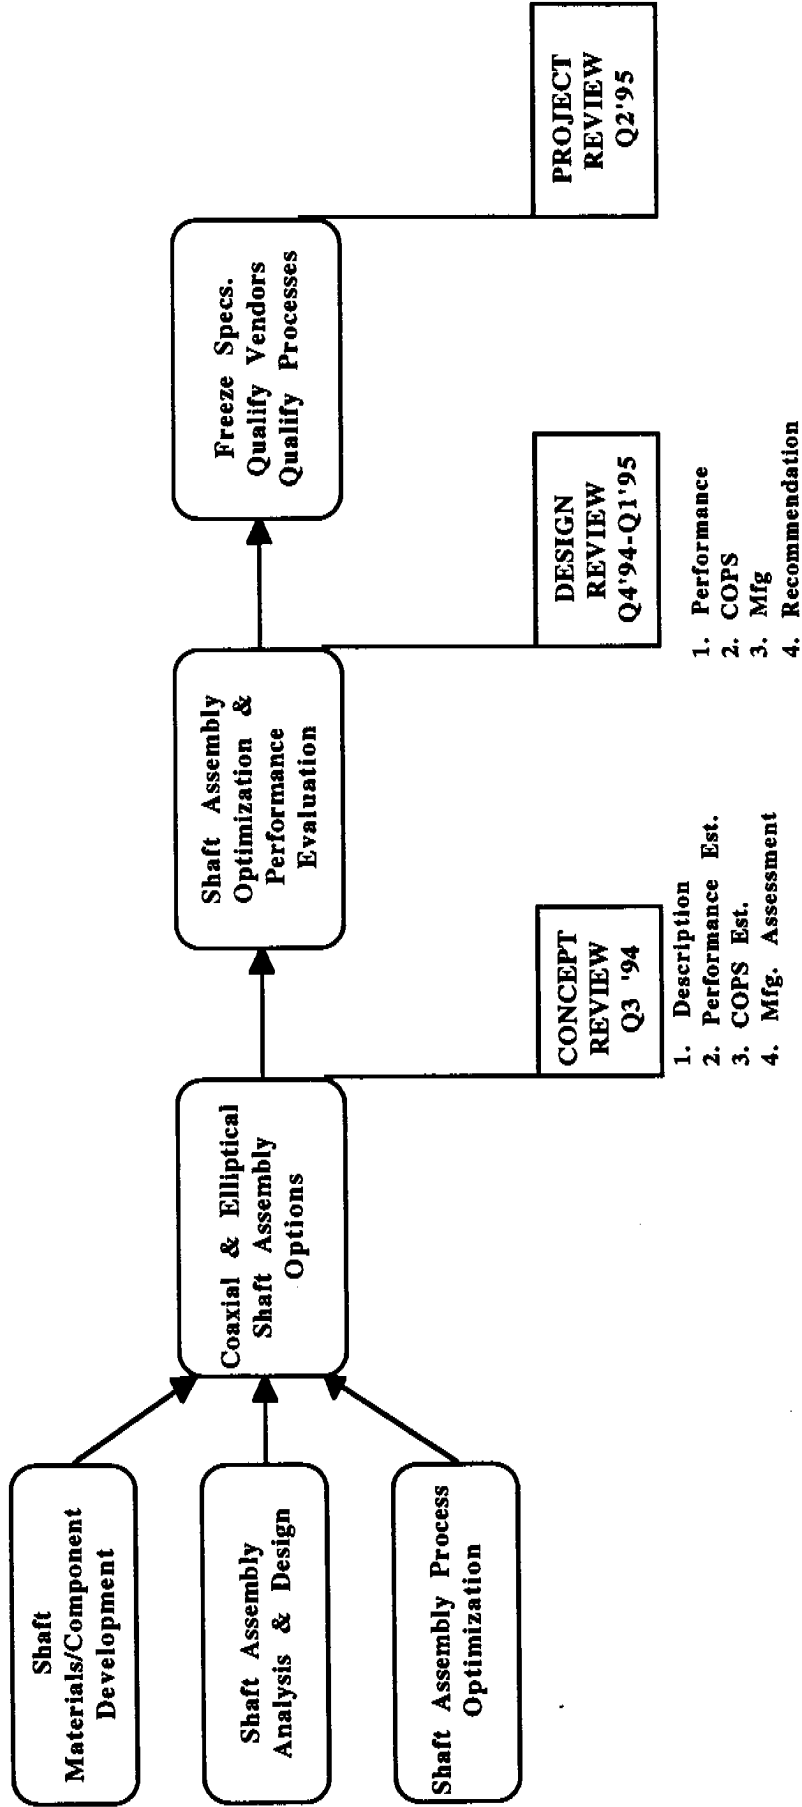 Shaft
Materials/Component
Development
Shaft Assembly
Analysis & Design
Shaft Assembly Process
Optimization
Coaxial & Elliptical
Shaft Assembly
Options
Shaft Assembly
Optimization &
Performance
Evaluation
Freeze Specs.
Qualify Vendors
Qualify Processes
CONCEPT
REVIEW
Q3 '94
1. Description
2. Performance Est.
3. COPS Est.
4. Mfg. Assessment
DESIGN
REVIEW
Q4'94-Q1'95
1. Performance
2. COPS
3. Mfg
4. Recommendation
PROJECT
REVIEW
Q2'95